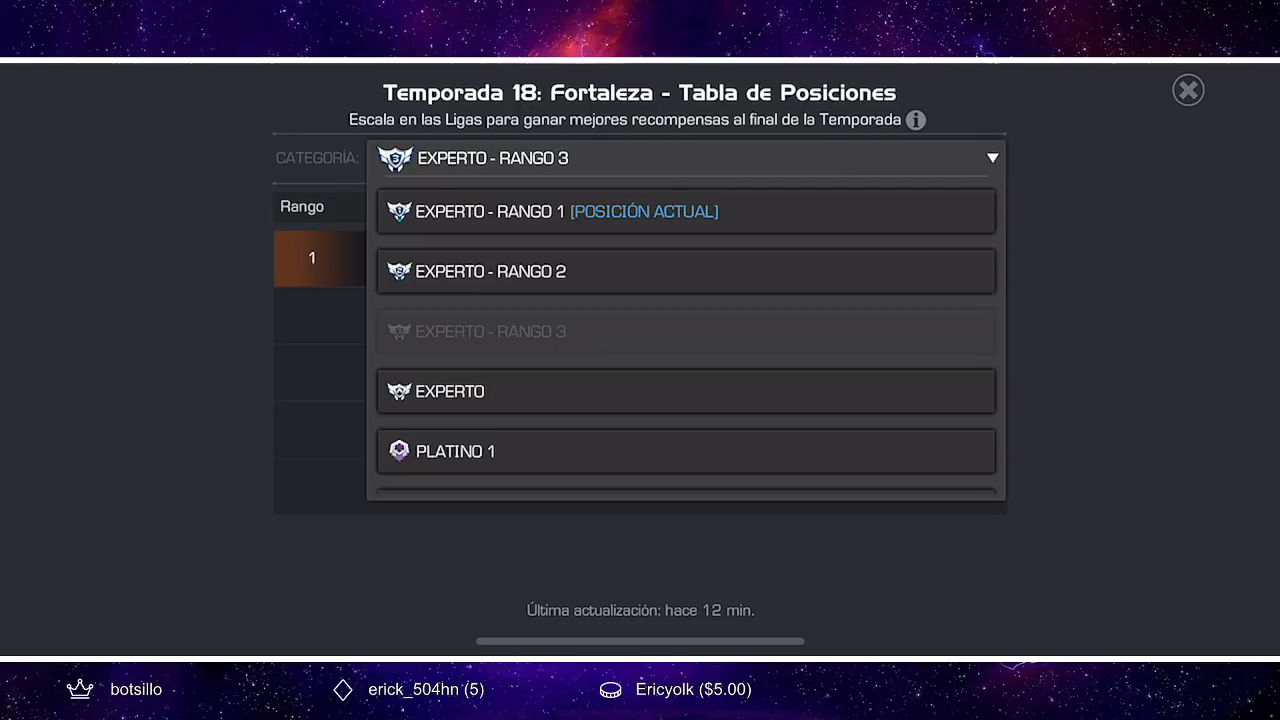 Temporada 18: Fortaleza - Tabla de Posiciones
Escala en las Ligas para ganar mejores recompensas al final de la Temporada
CATEGORÍA:
EXPERTO - RANGO 3
Rango
EXPERTO - RANGO 1 [POSICIÓN ACTUAL]
1
EXPERTO - RANGO 2
EXPERTO - RANGO 3
EXPERTO
PLATINO 1
Última actualización: hace 12 min.
botsillo
erick_504hn (5)
Ericyolk ($5.00)